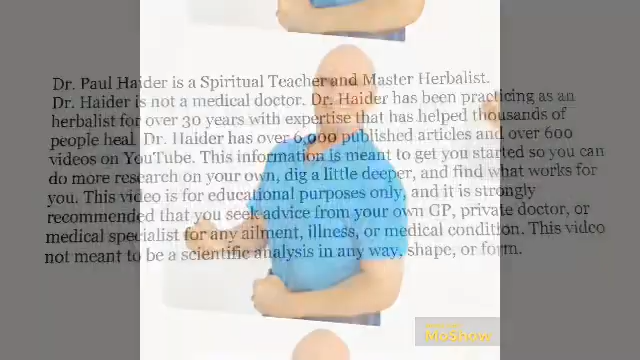 Dr. Paul Haider is a Spiritual Teacher and Master Herbalist.
Dr. Haider is not a medical doctor. Dr. Haider has been practicing as an
herbalist for over 30 years with expertise that has helped thousands of
people heal. Dr. Haider has over 6,000 published articles and over 600
videos on YouTube. This information is meant to get you started so you can
do more research on your own, dig a little deeper, and find what works for
you. This video is for educational purposes only, and it is strongly
recommended that you seek advice from your own GP, private doctor, or
medical specialist for any ailment, illness, or medical condition. This video
not meant to be a scientific analysis in any way, shape, or form.
MoShow